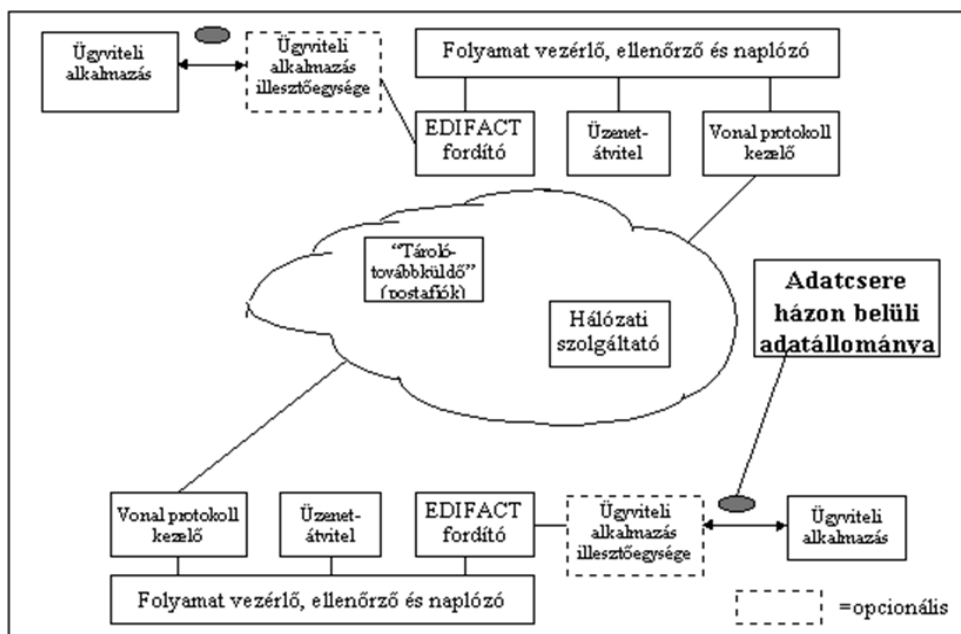 Ügyviteli
alkalmazás
Ügyviteli
alkalmazás
illesztőegysége
Folyamat vezérlő, ellenőrző és naplózó
EDIFACT
fordító
Üzenet-
átvitel
Vonal protokoll
kezelő
“Tároló-
továbbküldő”
(postafiók)
Hálózati
szolgáltató
Adatcsere
házon belüli
adatállománya
Vonal protokoll
kezelő
Üzenet-
átvitel
EDIFACT
fordító
Ügyviteli
alkalmazás
illesztőegysége
Ügyviteli
alkalmazás
Folyamat vezérlő, ellenőrző és naplózó
=opcionális